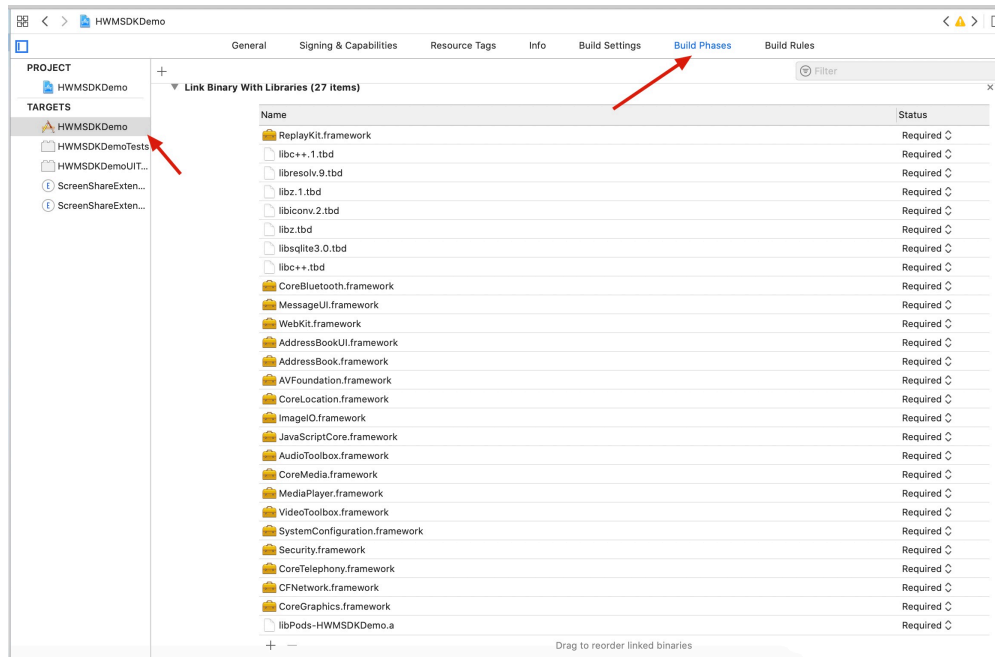 HWMSDKDemo
General Signing & Capabilities Resource Tags Info Build Settings Build Phases Build Rules
PROJECT
HWMSDKDemo
TARGETS
HWMSDKDemo
HWMSDKDemoTests
HWMSDKDemoUIT...
ScreenShareExten...
ScreenShareExten...
Filter
Link Binary With Libraries (27 items)
Name Status
ReplayKit.framework Required
libc++.1.tbd Required
libresolv.9.tbd Required
libz.1.tbd Required
libiconv.2.tbd Required
libz.tbd Required
libsqlite3.0.tbd Required
libc++.tbd Required
CoreBluetooth.framework Required
MessageUI.framework Required
WebKit.framework Required
AddressBookUI.framework Required
AddressBook.framework Required
AVFoundation.framework Required
CoreLocation.framework Required
ImageIO.framework Required
JavaScriptCore.framework Required
AudioToolbox.framework Required
CoreMedia.framework Required
MediaPlayer.framework Required
VideoToolbox.framework Required
SystemConfiguration.framework Required
Security.framework Required
CoreTelephony.framework Required
CFNetwork.framework Required
CoreGraphics.framework Required
libPods-HWMSDKDemo.a Required
Drag to reorder linked binaries